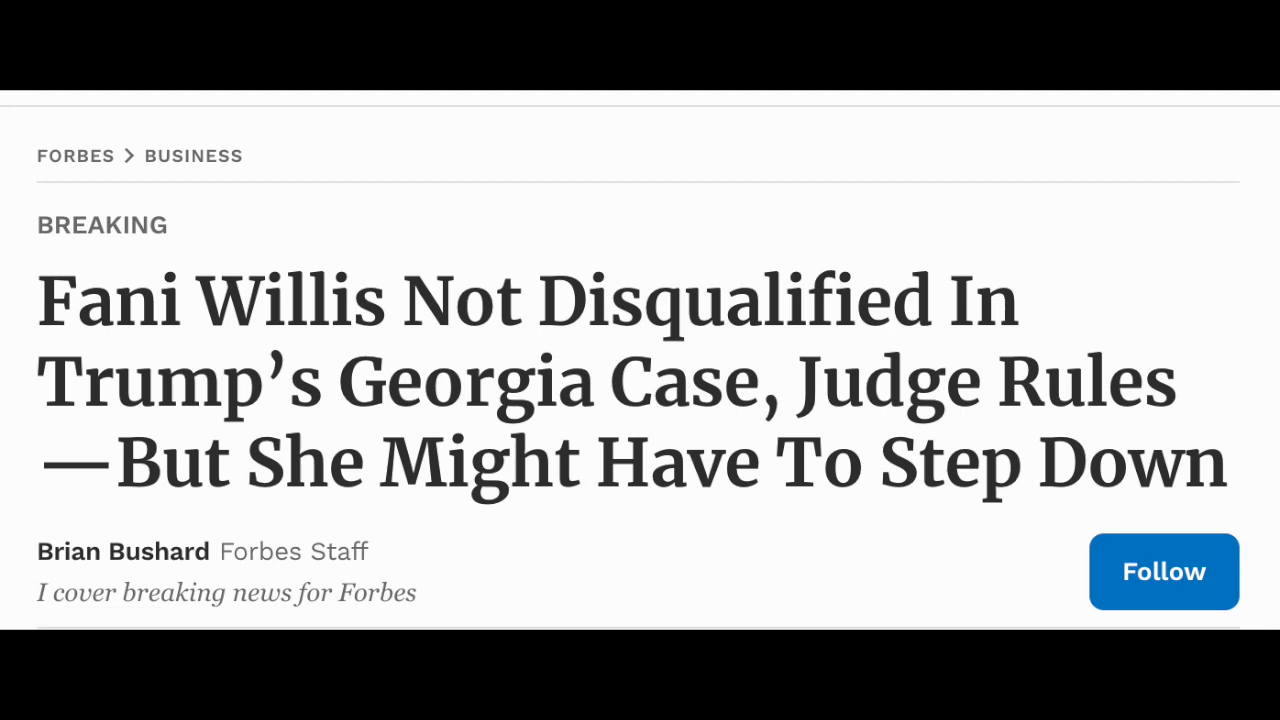 FORBES > BUSINESS
BREAKING
Fani Willis Not Disqualified In
Trump’s Georgia Case, Judge Rules
—But She Might Have To Step Down
Brian Bushard Forbes Staff
I cover breaking news for Forbes
Follow